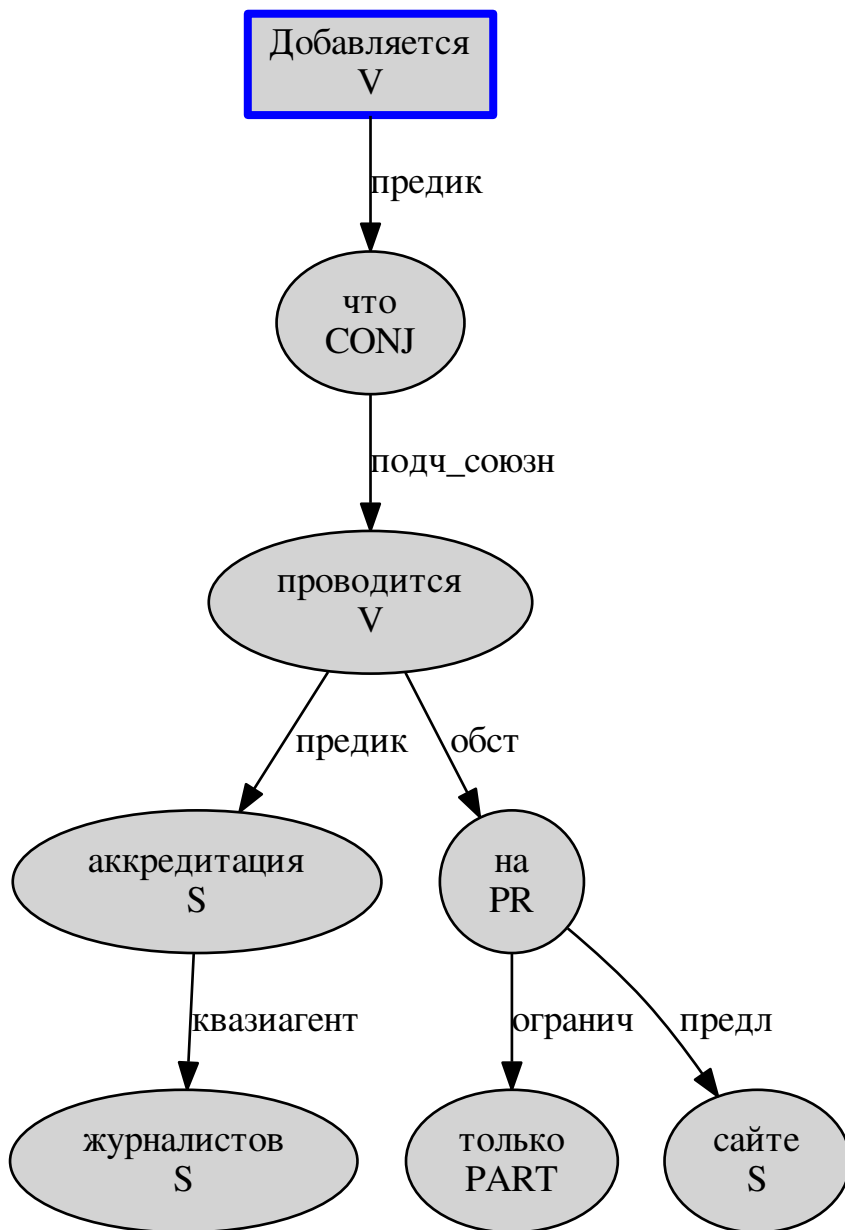 Добавляется
V
предик
что
CONJ
подч_союзн
проводится
V
предик
обст
аккредитация
S
на
PR
квазиагент
огранич
предл
журналистов
S
только
PART
сайте
S